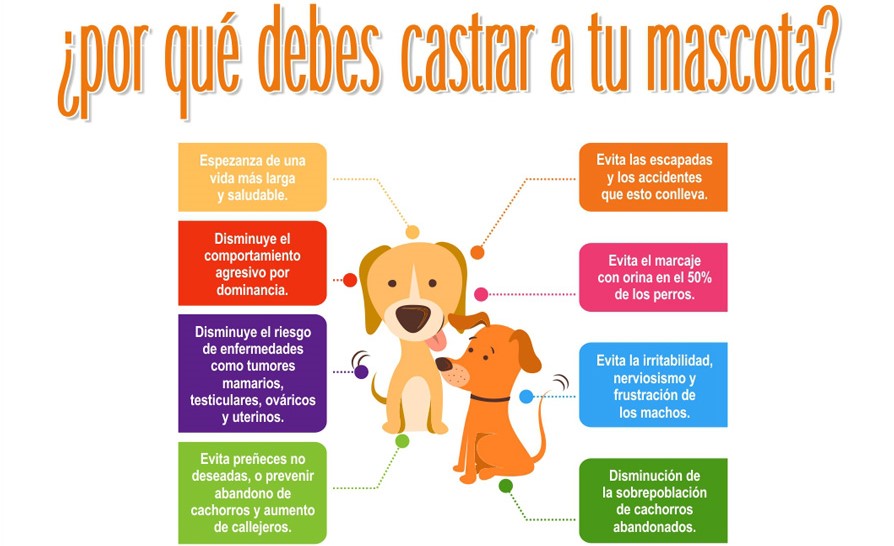 ¿por qué debes castrar a tu mascota?
Espezanza de una
vida más larga
y saludable.
Disminuye el
comportamiento
agresivo por
dominancia.
Disminuye el riesgo
de enfermedades
como tumores
mamarios,
testiculares, ováricos
y uterinos.
Evita preñeces no
deseadas, o prevenir
abandono de
cachorros y aumento
de callejeros.
Evita las escapadas
y los accidentes
que esto conlleva.
Evita el marcaje
con orina en el 50%
de los perros.
Evita la irritabilidad,
nerviosismo y
frustración de
los machos.
Disminución de
la sobrepoblación
de cachorros
abandonados.